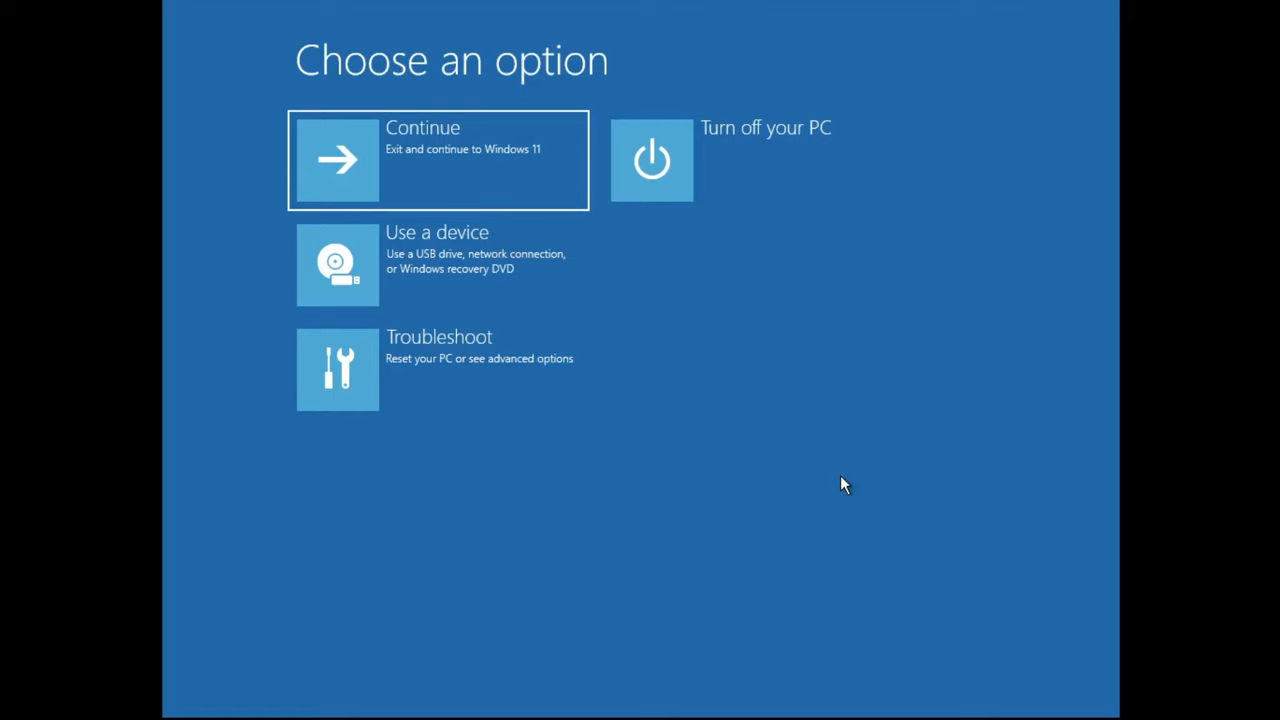 Choose an option
Continue
Exit and continue to Windows 11
Turn off your PC
Use a device
Use a USB drive, network connection,
or Windows recovery DVD
Troubleshoot
Reset your PC or see advanced options